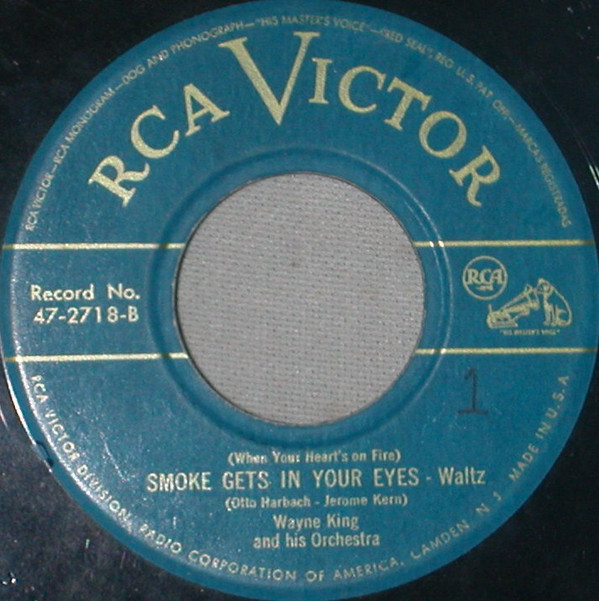 RCA VICTOR—RCA MONOGRAM—DOG AND PHONOGRAPH—"HIS MASTER'S VOICE"—"RED SEAL", REG. U.S. PAT. OFF.—MARCAS REGISTRADAS
RCA VICTOR
Record No.
47-2718-B
RCA
"HIS MASTER'S VOICE"
1
(When Your Heart's on Fire)
SMOKE GETS IN YOUR EYES - Waltz
(Otto Harbach - Jerome Kern)
Wayne King
and his Orchestra
RCA VICTOR DIVISION, RADIO CORPORATION OF AMERICA, CAMDEN, N. J. MADE IN U.S.A